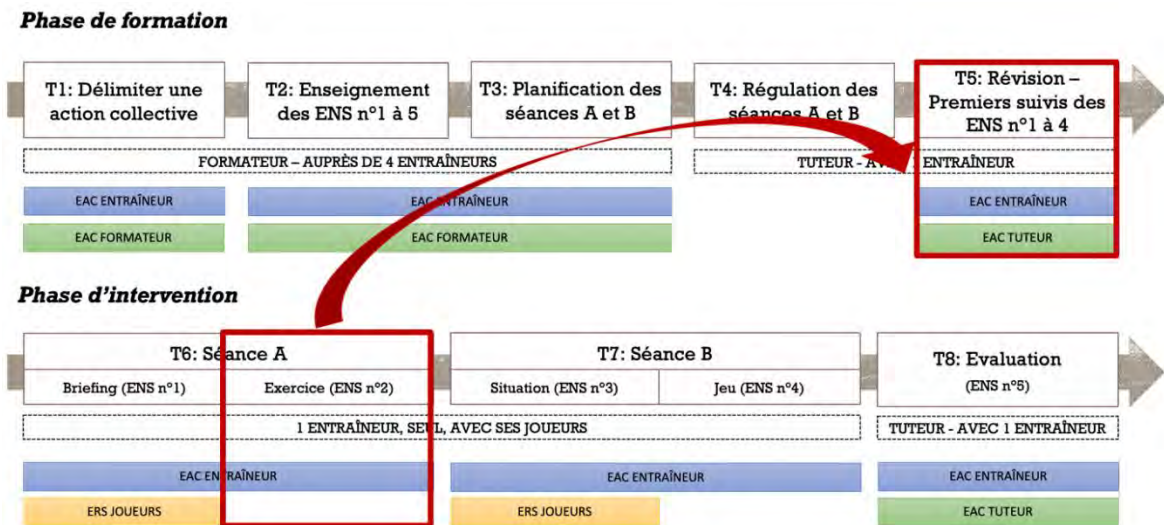 Phase de formation
T1: Délimiter une
action collective
T2: Enseignement
des ENS n°1 à 5
T3: Planification des
séances A et B
T4: Régulation des
séances A et B
T5: Révision –
Premiers suivis des
ENS n°1 à 4
FORMATEUR – AUPRÈS DE 4 ENTRAÎNEURS
TUTEUR - AV 1 ENTRAÎNEUR
EAC ENTRAÎNEUR
EAC ENTRAÎNEUR
EAC ENTRAÎNEUR
EAC FORMATEUR
EAC FORMATEUR
EAC TUTEUR
Phase d'intervention
T6: Séance A
T7: Séance B
T8: Evaluation
(ENS n°5)
Briefing (ENS n°1)
Exercice (ENS n°2)
Situation (ENS n°3)
Jeu (ENS n°4)
1 ENTRAÎNEUR, SEUL, AVEC SES JOUEURS
TUTEUR - AVEC 1 ENTRAÎNEUR
EAC ENTRAÎNEUR
EAC ENTRAÎNEUR
EAC ENTRAÎNEUR
ERS JOUEURS
ERS JOUEURS
EAC TUTEUR